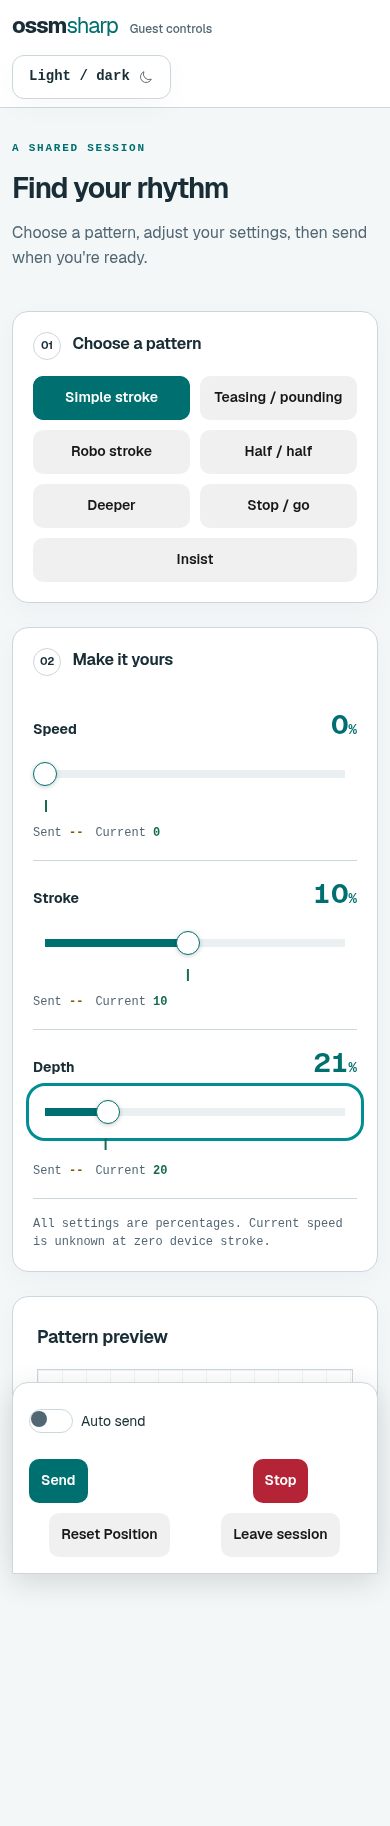 ossmsharp Guest controls
Light / dark
A SHARED SESSION
Find your rhythm
Choose a pattern, adjust your settings, then send
when you're ready.
01 Choose a pattern
Simple stroke
Teasing / pounding
Robo stroke
Half / half
Deeper
Stop / go
Insist
02 Make it yours
Speed 0%
Sent -- Current 0
Stroke 10%
Sent -- Current 10
Depth 21%
Sent -- Current 20
All settings are percentages. Current speed
is unknown at zero device stroke.
Pattern preview
Auto send
Send
Stop
Reset Position
Leave session